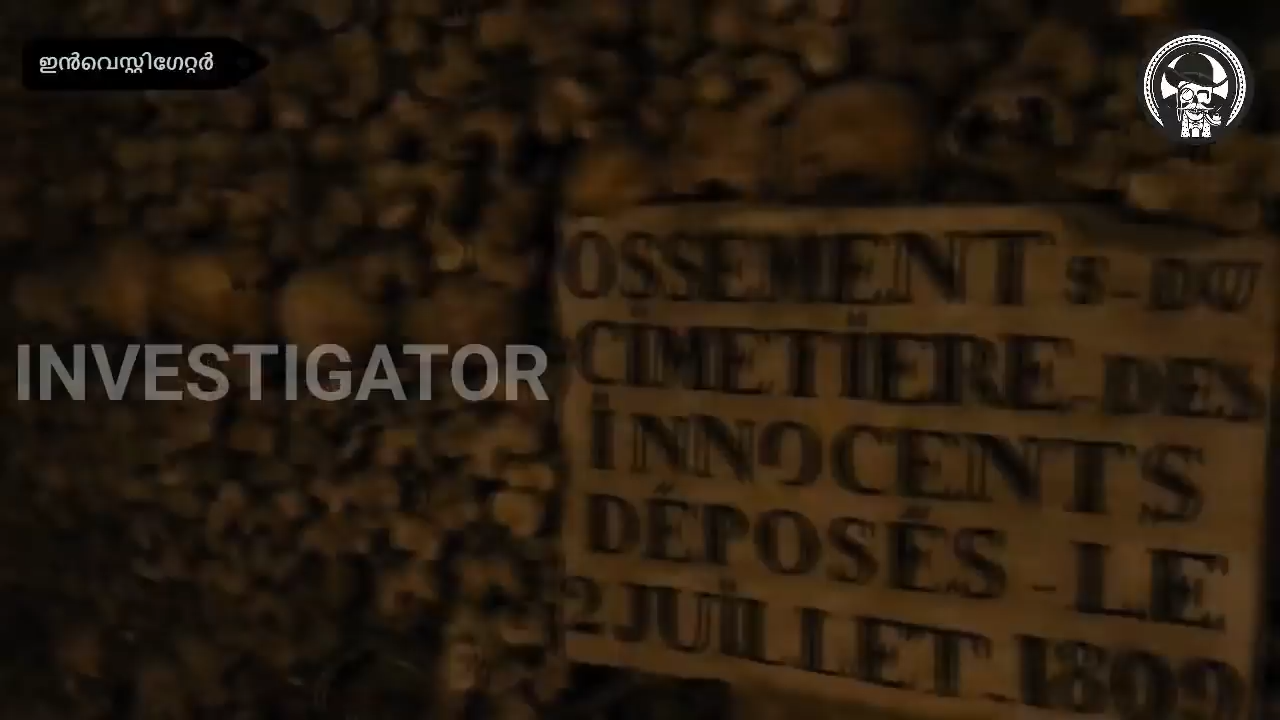 ഇൻവെസ്റ്റിഗേറ്റർ
INVESTIGATOR
OSSEMENTS-DU
CIMETIÈRE-DES
INNOCENTS
DÉPOSÉS-LE
2 JUILLET-1809